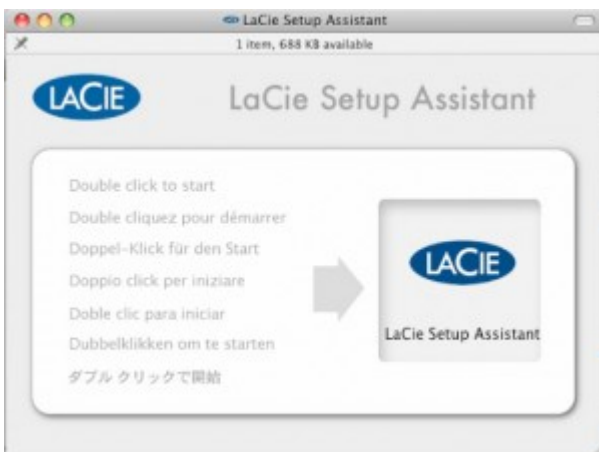 LaCie Setup Assistant
1 item, 688 KB available
LACIE LaCie Setup Assistant
Double click to start
Double cliquez pour démarrer
Doppel-Klick für den Start
Doppio click per iniziare
Doble clic para iniciar
Dubbelklikken om te starten
ダブル クリックで開始
LACIE
LaCie Setup Assistant